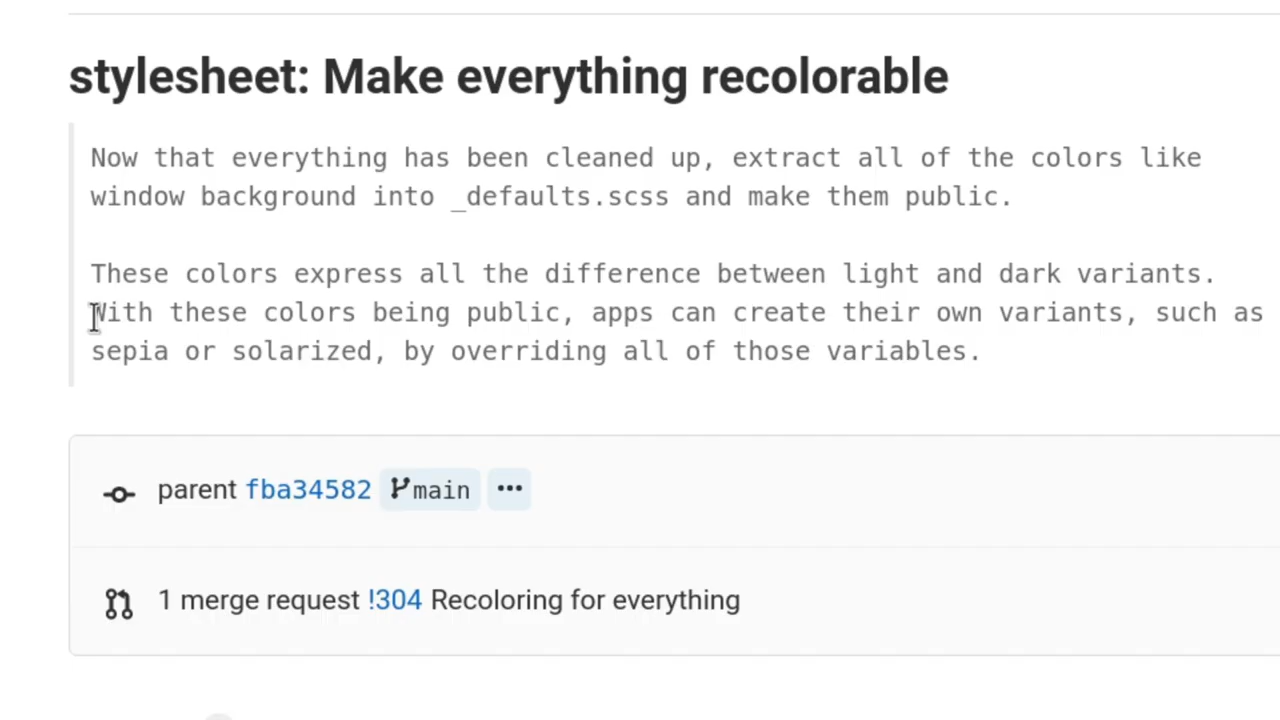 stylesheet: Make everything recolorable
Now that everything has been cleaned up, extract all of the colors like
window background into _defaults.scss and make them public.
These colors express all the difference between light and dark variants.
With these colors being public, apps can create their own variants, such as
sepia or solarized, by overriding all of those variables.
parent fba34582 main •••
1 merge request !304 Recoloring for everything